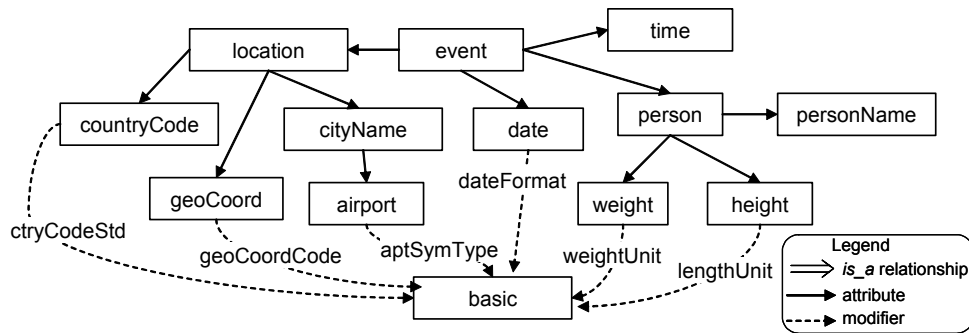 time
location
event
countryCode
cityName
date
person
personName
dateFormat
geoCoord
airport
weight
height
ctryCodeStd
geoCoordCode
aptSymType
weightUnit
lengthUnit
basic
Legend
is_a relationship
attribute
modifier